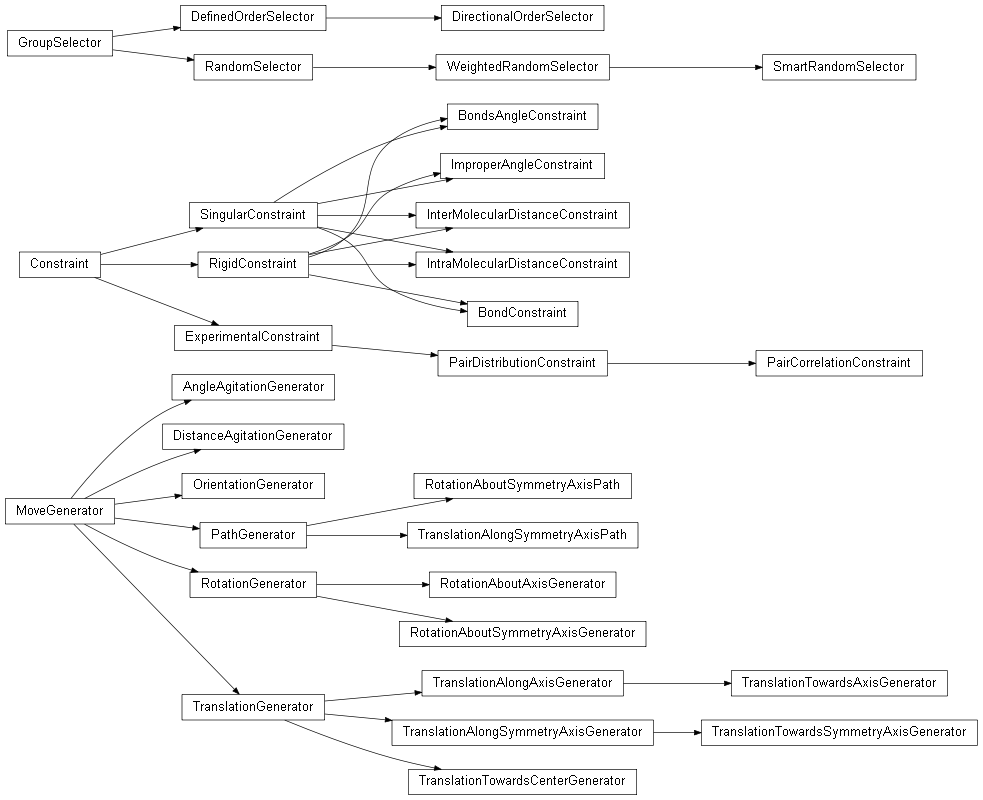 DefinedOrderSelector
DirectionalOrderSelector
GroupSelector
RandomSelector
WeightedRandomSelector
SmartRandomSelector
BondsAngleConstraint
ImproperAngleConstraint
SingularConstraint
InterMolecularDistanceConstraint
Constraint
RigidConstraint
IntraMolecularDistanceConstraint
BondConstraint
ExperimentalConstraint
PairDistributionConstraint
PairCorrelationConstraint
AngleAgitationGenerator
DistanceAgitationGenerator
OrientationGenerator
RotationAboutSymmetryAxisPath
MoveGenerator
PathGenerator
TranslationAlongSymmetryAxisPath
RotationGenerator
RotationAboutAxisGenerator
RotationAboutSymmetryAxisGenerator
TranslationAlongAxisGenerator
TranslationTowardsAxisGenerator
TranslationGenerator
TranslationAlongSymmetryAxisGenerator
TranslationTowardsSymmetryAxisGenerator
TranslationTowardsCenterGenerator